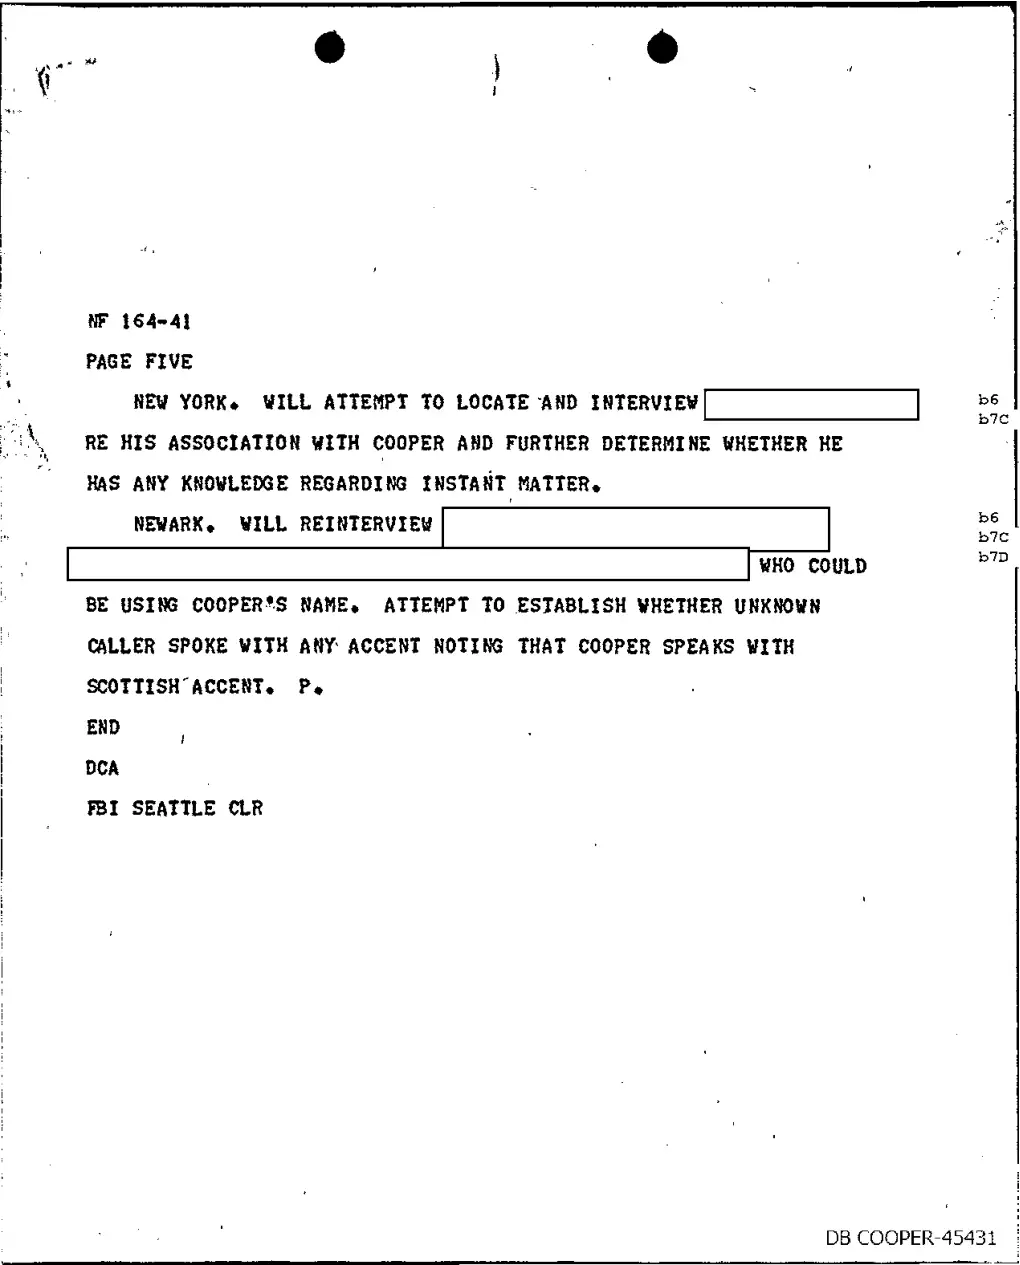 NF 164-41
PAGE FIVE
NEW YORK. WILL ATTEMPT TO LOCATE AND INTERVIEW
b6
b7C
RE HIS ASSOCIATION WITH COOPER AND FURTHER DETERMINE WHETHER HE
HAS ANY KNOWLEDGE REGARDING INSTANT MATTER.
NEWARK. WILL REINTERVIEW
b6
b7C
b7D
WHO COULD
BE USING COOPER'S NAME. ATTEMPT TO ESTABLISH WHETHER UNKNOWN
CALLER SPOKE WITH ANY ACCENT NOTING THAT COOPER SPEAKS WITH
SCOTTISH ACCENT. P.
END
DCA
FBI SEATTLE CLR
DB COOPER-45431